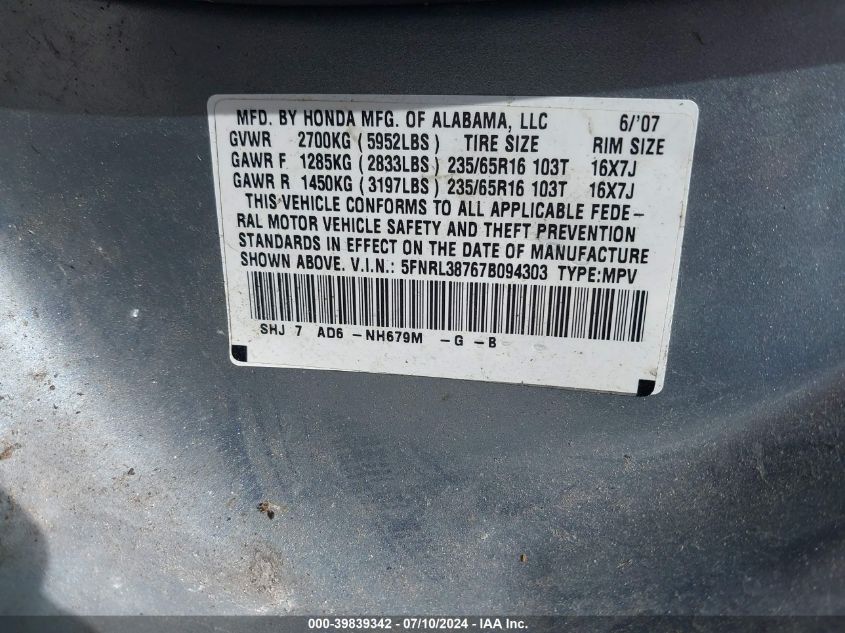 MFD. BY HONDA MFG. OF ALABAMA, LLC 6/'07
GVWR 2700KG (5952LBS) TIRE SIZE RIM SIZE
GAWR F 1285KG (2833LBS) 235/65R16 103T 16X7J
GAWR R 1450KG (3197LBS) 235/65R16 103T 16X7J
THIS VEHICLE CONFORMS TO ALL APPLICABLE FEDE-
RAL MOTOR VEHICLE SAFETY AND THEFT PREVENTION
STANDARDS IN EFFECT ON THE DATE OF MANUFACTURE
SHOWN ABOVE. V.I.N.: 5FNRL38767B094303 TYPE:MPV
SHJ 7 AD6 -NH679M -G -B
000-39839342 - 07/10/2024 - IAA Inc.